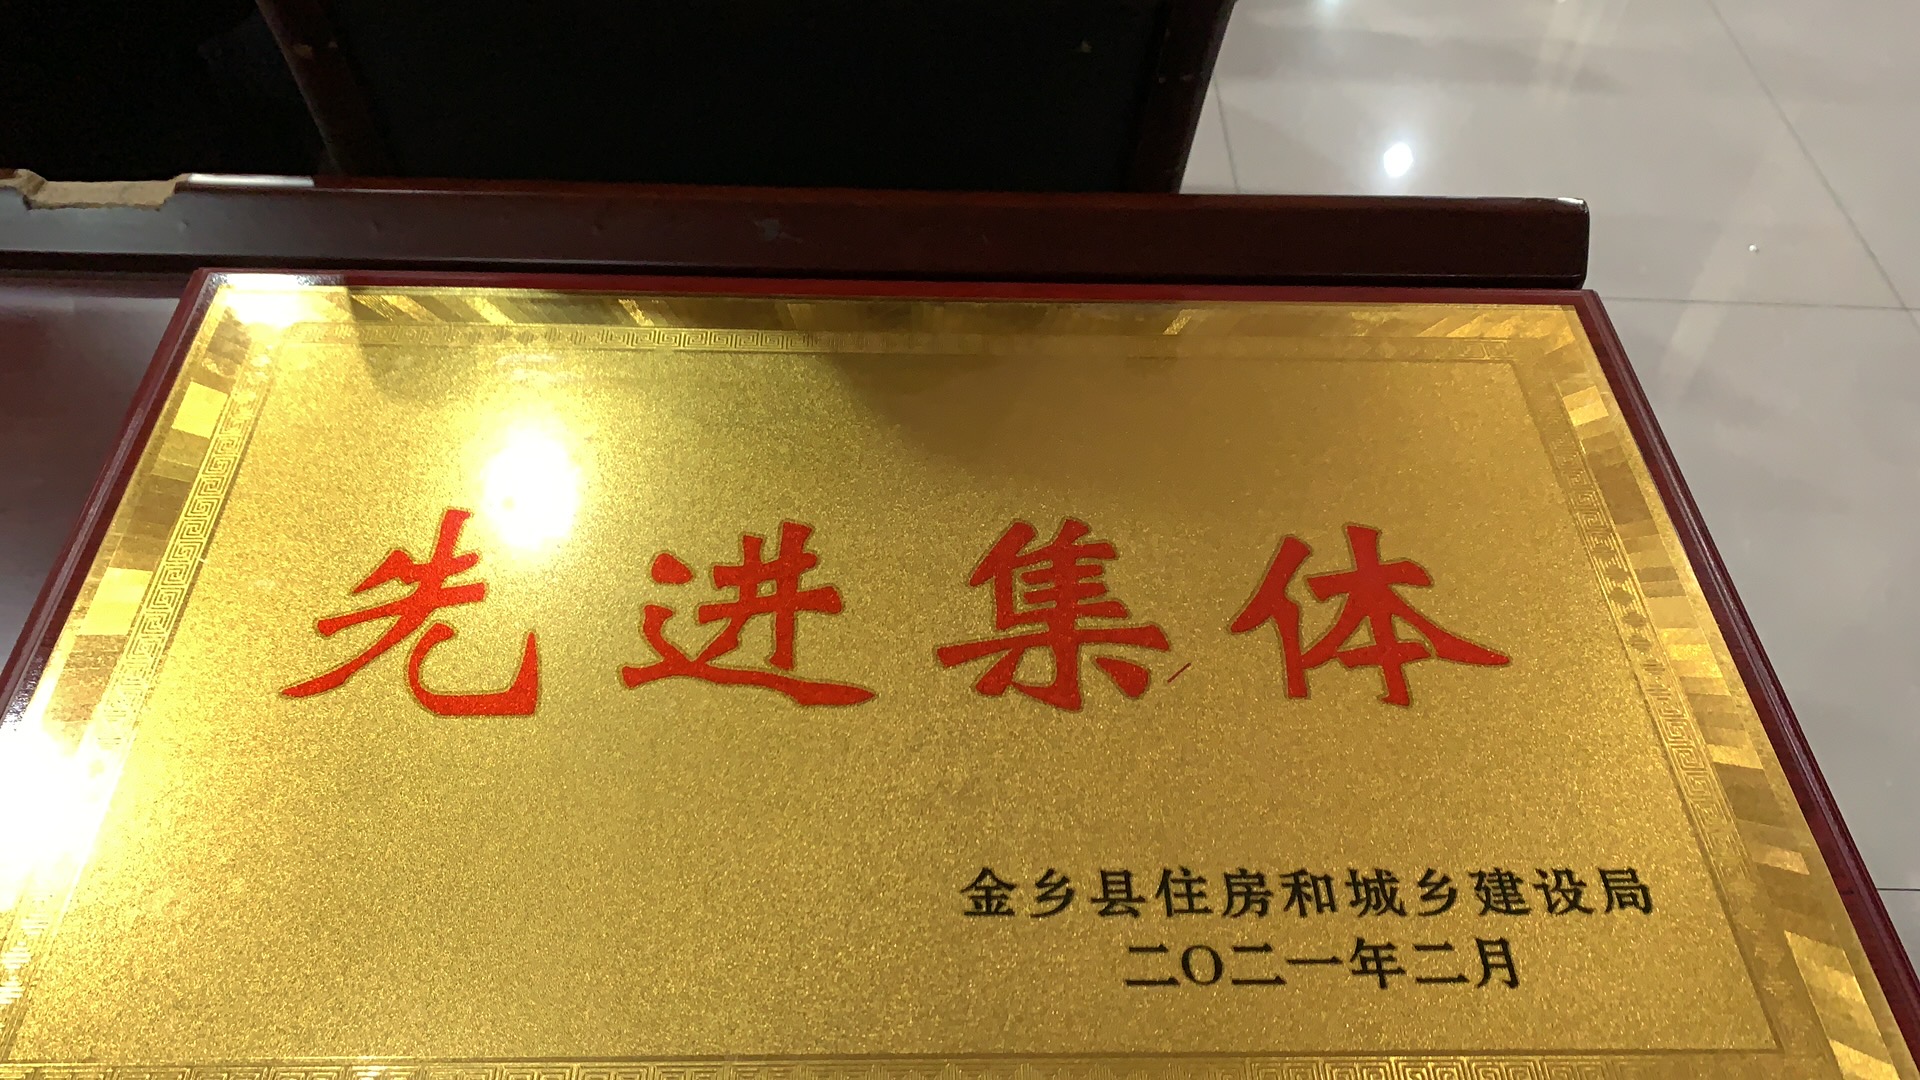 先进集体
金乡县住房和城乡建设局
二〇二一年二月